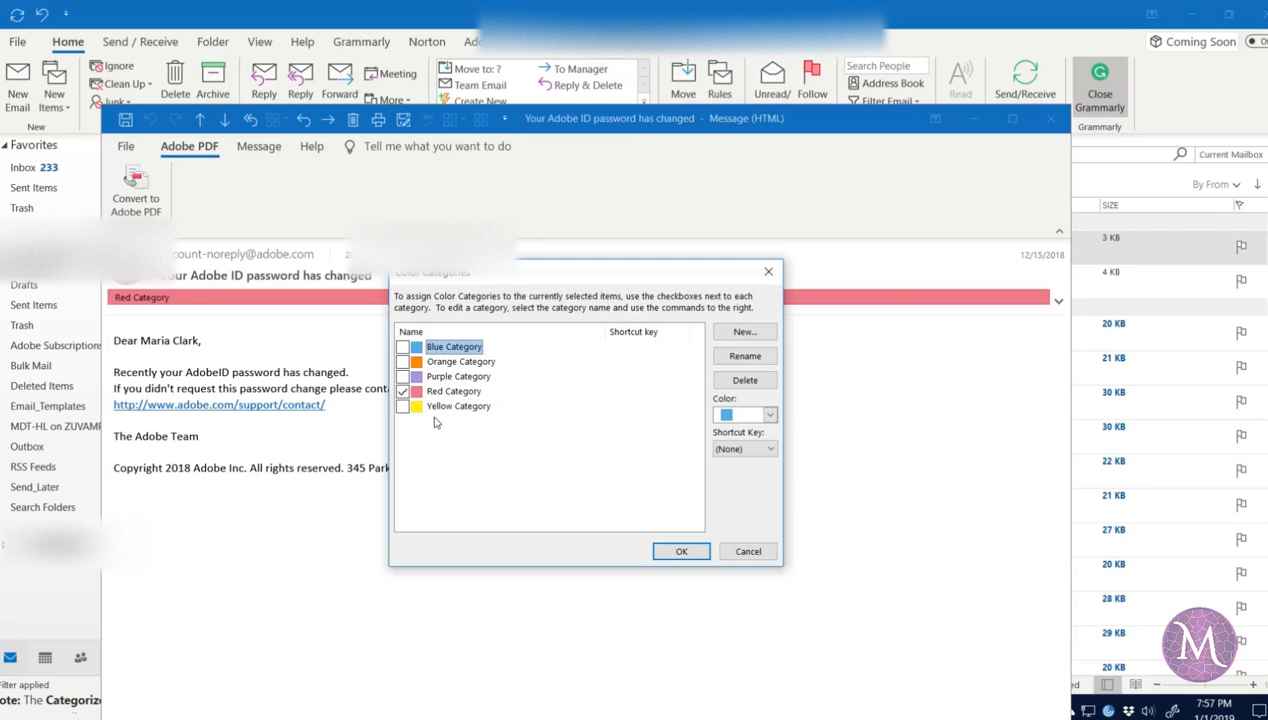 File Home Send / Receive Folder View Help Grammarly Norton Coming Soon
Ignore
Clean Up
Junk
New Email
New Items
New
Delete
Archive
Reply
Reply
Forward
Meeting
More
Move to: ?
Team Email
Create New
To Manager
Reply & Delete
Move
Rules
Unread/
Follow
Search People
Address Book
Filter Email
Read
Send/Receive
Close Grammarly
Grammarly
Your Adobe ID password has changed - Message (HTML)
File Adobe PDF Message Help Tell me what you want to do
Convert to Adobe PDF
Favorites
Inbox 233
Sent Items
Trash
Drafts
Sent Items
Trash
Adobe Subscriptions
Bulk Mail
Deleted Items
Email_Templates
MDT-HL on ZUVAMP
Outbox
RSS Feeds
Send_Later
Search Folders
Filter applied
ote: The Categorize
count-noreply@adobe.com
12/15/2018
our Adobe ID password has changed
Red Category
Dear Maria Clark,
Recently your AdobeID password has changed.
If you didn't request this password change please conta
http://www.adobe.com/support/contact/
The Adobe Team
Copyright 2018 Adobe Inc. All rights reserved. 345 Park
Color Categories
To assign Color Categories to the currently selected items, use the checkboxes next to each
category. To edit a category, select the category name and use the commands to the right.
Name Shortcut key
Blue Category
Orange Category
Purple Category
Red Category
Yellow Category
New...
Rename
Delete
Color:
Shortcut Key:
(None)
OK Cancel
Current Mailbox
By From
SIZE
3 KB
4 KB
20 KB
21 KB
30 KB
30 KB
22 KB
21 KB
27 KB
20 KB
28 KB
29 KB
20 KB
M
7:57 PM
1/1/2019